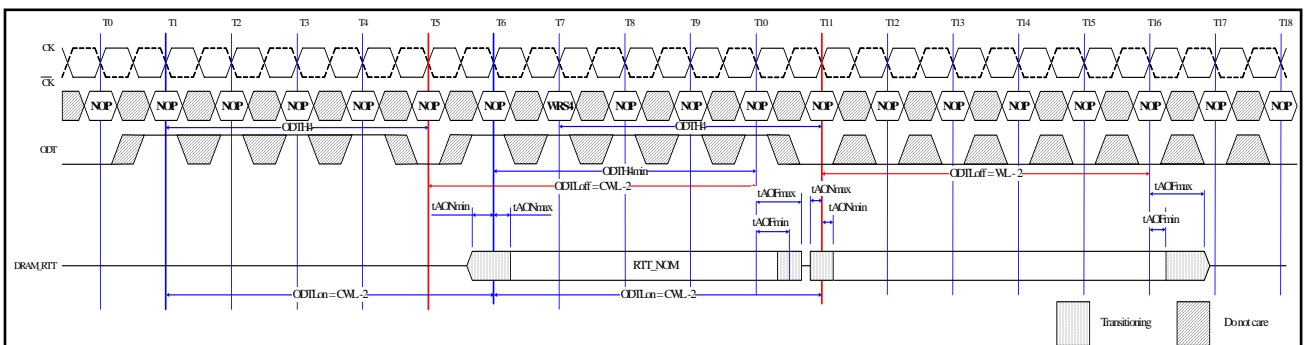 T0 T1 T2 T3 T4 T5 T6 T7 T8 T9 T10 T11 T12 T13 T14 T15 T16 T17 T18
CK
CK
NOP NOP NOP NOP NOP NOP NOP WRS4 NOP NOP NOP NOP NOP NOP NOP NOP NOP NOP NOP
ODTH4 ODTH4
ODT
ODTH4min ODTLoff = WL - 2
ODTLoff = CWL - 2
tAOFmax tAONmax tAOFmax
tAONmin tAONmax tAONmin
tAOFmin tAOFmin
DRAM_RTT RTT_NOM
ODTLon = CWL - 2 ODTLon = CWL - 2
Transitioning Do not care